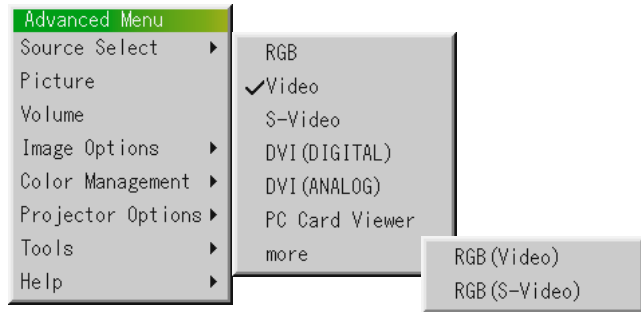 Advanced Menu
Source Select
Picture
Volume
Image Options
Color Management
Projector Options
Tools
Help
RGB
Video
S-Video
DVI(DIGITAL)
DVI(ANALOG)
PC Card Viewer
more
RGB(Video)
RGB(S-Video)